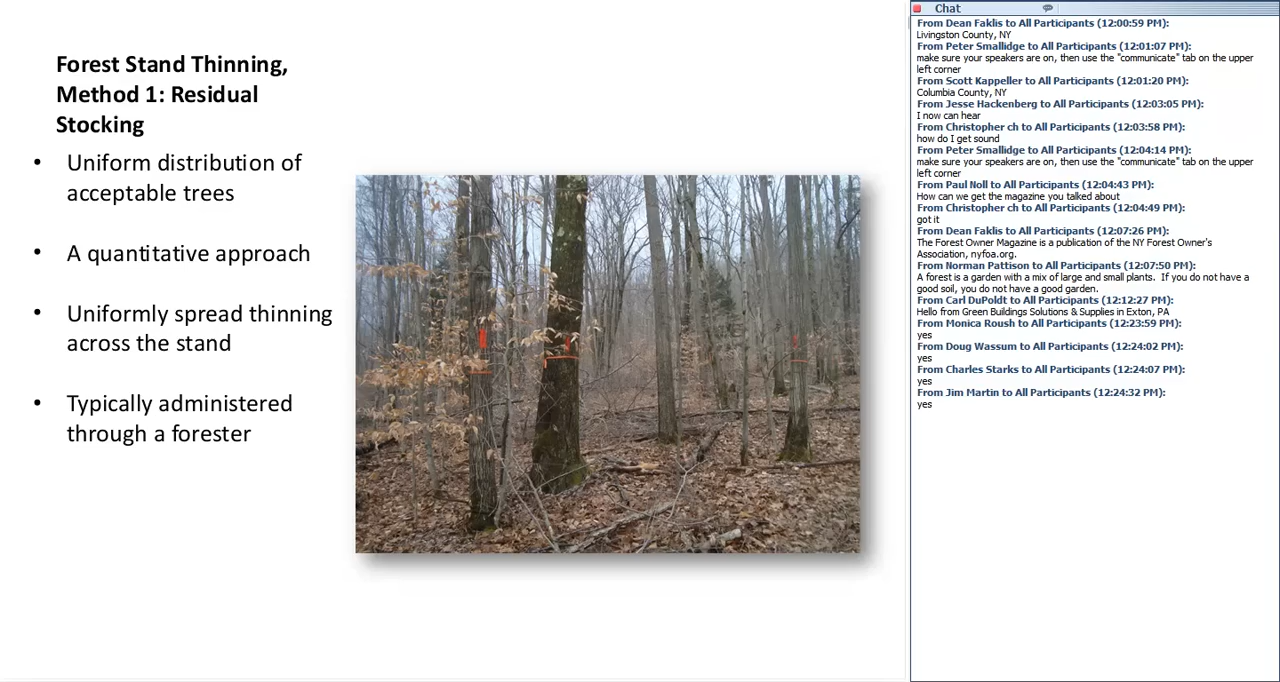 Forest Stand Thinning,
Method 1: Residual
Stocking
• Uniform distribution of
acceptable trees
• A quantitative approach
• Uniformly spread thinning
across the stand
• Typically administered
through a forester
Chat
From Dean Faklis to All Participants (12:00:59 PM):
Livingston County, NY
From Peter Smallidge to All Participants (12:01:07 PM):
make sure your speakers are on, then use the "communicate" tab on the upper
left corner
From Scott Kappeller to All Participants (12:01:20 PM):
Columbia County, NY
From Jesse Hackenberg to All Participants (12:03:05 PM):
I now can hear
From Christopher ch to All Participants (12:03:58 PM):
how do I get sound
From Peter Smallidge to All Participants (12:04:14 PM):
make sure your speakers are on, then use the "communicate" tab on the upper
left corner
From Paul Noll to All Participants (12:04:43 PM):
How can we get the magazine you talked about
From Christopher ch to All Participants (12:04:49 PM):
got it
From Dean Faklis to All Participants (12:07:26 PM):
The Forest Owner Magazine is a publication of the NY Forest Owner's
Association, nyfoa.org.
From Norman Pattison to All Participants (12:07:50 PM):
A forest is a garden with a mix of large and small plants.  If you do not have a
good soil, you do not have a good garden.
From Carl DuPoldt to All Participants (12:12:27 PM):
Hello from Green Buildings Solutions & Supplies in Exton, PA
From Monica Roush to All Participants (12:23:59 PM):
yes
From Doug Wassum to All Participants (12:24:02 PM):
yes
From Charles Starks to All Participants (12:24:07 PM):
yes
From Jim Martin to All Participants (12:24:32 PM):
yes